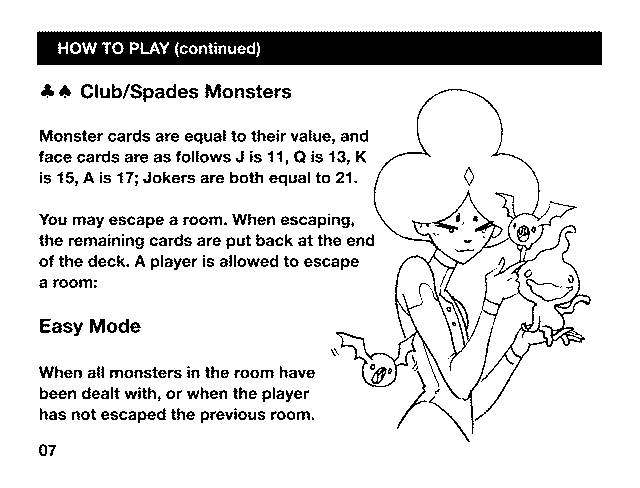 HOW TO PLAY (continued)
♣♠ Club/Spades Monsters
Monster cards are equal to their value, and
face cards are as follows J is 11, Q is 13, K
is 15, A is 17; Jokers are both equal to 21.
You may escape a room. When escaping,
the remaining cards are put back at the end
of the deck. A player is allowed to escape
a room:
Easy Mode
When all monsters in the room have
been dealt with, or when the player
has not escaped the previous room.
07